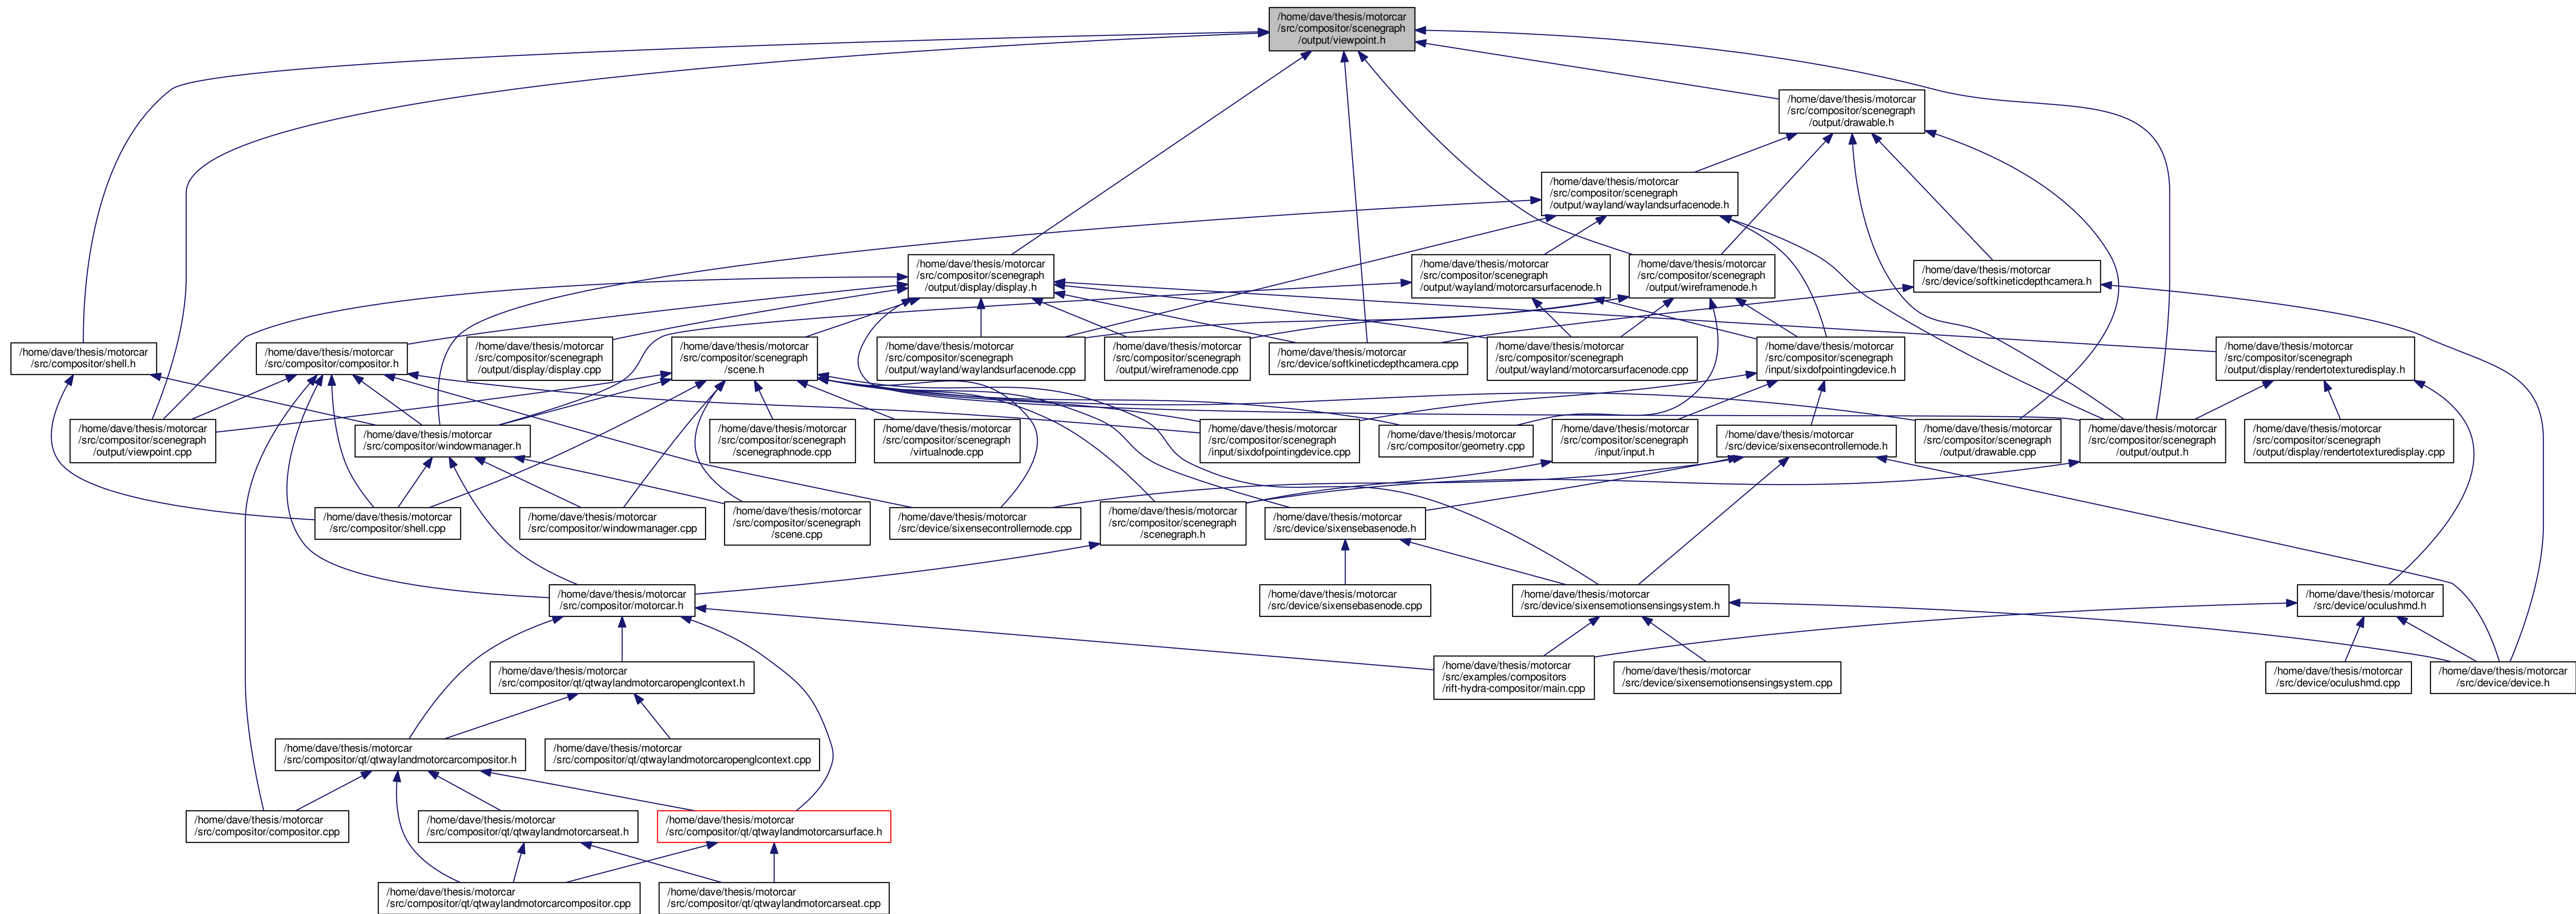 /home/dave/thesis/motorcar
/src/compositor/scenegraph
/output/viewpoint.h
/home/dave/thesis/motorcar
/src/compositor/scenegraph
/output/drawable.h
/home/dave/thesis/motorcar
/src/compositor/scenegraph
/output/wayland/waylandsurfacenode.h
/home/dave/thesis/motorcar
/src/compositor/scenegraph
/output/display/display.h
/home/dave/thesis/motorcar
/src/compositor/scenegraph
/output/wayland/motorcarsurfacenode.h
/home/dave/thesis/motorcar
/src/compositor/scenegraph
/output/wireframenode.h
/home/dave/thesis/motorcar
/src/device/softkineticdepthcamera.h
/home/dave/thesis/motorcar
/src/compositor/shell.h
/home/dave/thesis/motorcar
/src/compositor/compositor.h
/home/dave/thesis/motorcar
/src/compositor/scenegraph
/output/display/display.cpp
/home/dave/thesis/motorcar
/src/compositor/scenegraph
/scene.h
/home/dave/thesis/motorcar
/src/compositor/scenegraph
/output/wayland/waylandsurfacenode.cpp
/home/dave/thesis/motorcar
/src/compositor/scenegraph
/output/wireframenode.cpp
/home/dave/thesis/motorcar
/src/device/softkineticdepthcamera.cpp
/home/dave/thesis/motorcar
/src/compositor/scenegraph
/output/wayland/motorcarsurfacenode.cpp
/home/dave/thesis/motorcar
/src/compositor/scenegraph
/input/sixdofpointingdevice.h
/home/dave/thesis/motorcar
/src/compositor/scenegraph
/output/display/rendertotexturedisplay.h
/home/dave/thesis/motorcar
/src/compositor/scenegraph
/output/viewpoint.cpp
/home/dave/thesis/motorcar
/src/compositor/windowmanager.h
/home/dave/thesis/motorcar
/src/compositor/scenegraph
/scenegraphnode.cpp
/home/dave/thesis/motorcar
/src/compositor/scenegraph
/virtualnode.cpp
/home/dave/thesis/motorcar
/src/compositor/scenegraph
/input/sixdofpointingdevice.cpp
/home/dave/thesis/motorcar
/src/compositor/geometry.cpp
/home/dave/thesis/motorcar
/src/compositor/scenegraph
/input/input.h
/home/dave/thesis/motorcar
/src/device/sixensecontrollernode.h
/home/dave/thesis/motorcar
/src/compositor/scenegraph
/output/drawable.cpp
/home/dave/thesis/motorcar
/src/compositor/scenegraph
/output/output.h
/home/dave/thesis/motorcar
/src/compositor/scenegraph
/output/display/rendertotexturedisplay.cpp
/home/dave/thesis/motorcar
/src/compositor/shell.cpp
/home/dave/thesis/motorcar
/src/compositor/windowmanager.cpp
/home/dave/thesis/motorcar
/src/compositor/scenegraph
/scene.cpp
/home/dave/thesis/motorcar
/src/device/sixensecontrollernode.cpp
/home/dave/thesis/motorcar
/src/compositor/scenegraph
/scenegraph.h
/home/dave/thesis/motorcar
/src/device/sixensebasenode.h
/home/dave/thesis/motorcar
/src/compositor/motorcar.h
/home/dave/thesis/motorcar
/src/device/sixensebasenode.cpp
/home/dave/thesis/motorcar
/src/device/sixensemotionsensingsystem.h
/home/dave/thesis/motorcar
/src/device/oculushmd.h
/home/dave/thesis/motorcar
/src/compositor/qt/qtwaylandmotorcaropenglcontext.h
/home/dave/thesis/motorcar
/src/examples/compositors
/rift-hydra-compositor/main.cpp
/home/dave/thesis/motorcar
/src/device/sixensemotionsensingsystem.cpp
/home/dave/thesis/motorcar
/src/device/oculushmd.cpp
/home/dave/thesis/motorcar
/src/device/device.h
/home/dave/thesis/motorcar
/src/compositor/qt/qtwaylandmotorcarcompositor.h
/home/dave/thesis/motorcar
/src/compositor/qt/qtwaylandmotorcaropenglcontext.cpp
/home/dave/thesis/motorcar
/src/compositor/compositor.cpp
/home/dave/thesis/motorcar
/src/compositor/qt/qtwaylandmotorcarseat.h
/home/dave/thesis/motorcar
/src/compositor/qt/qtwaylandmotorcarsurface.h
/home/dave/thesis/motorcar
/src/compositor/qt/qtwaylandmotorcarcompositor.cpp
/home/dave/thesis/motorcar
/src/compositor/qt/qtwaylandmotorcarseat.cpp